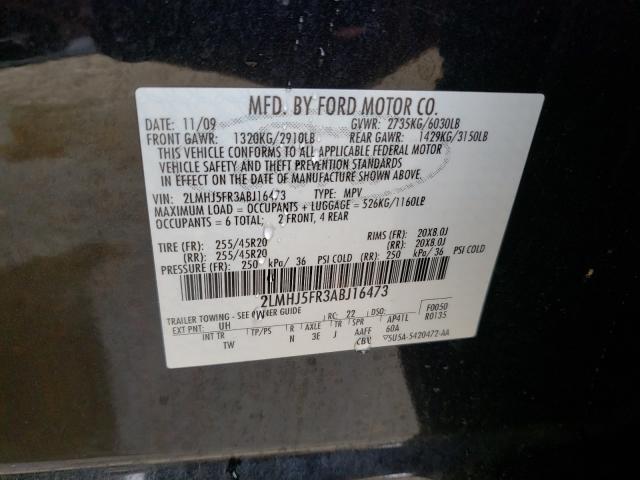 MFD. BY FORD MOTOR CO.
DATE: 11/09 GVWR: 2735KG/6030LB
FRONT GAWR: 1320KG/2910LB REAR GAWR: 1429KG/3150LB
THIS VEHICLE CONFORMS TO ALL APPLICABLE FEDERAL MOTOR
VEHICLE SAFETY AND THEFT PREVENTION STANDARDS
IN EFFECT ON THE DATE OF MANUFACTURE SHOWN ABOVE.
VIN: 2LMHJ5FR3ABJ16473 TYPE: MPV
MAXIMUM LOAD = OCCUPANTS + LUGGAGE = 526KG/1160LB
OCCUPANTS = 6 TOTAL: 2 FRONT, 4 REAR
TIRE (FR): 255/45R20 RIMS (FR): 20X8.0J
(RR): 255/45R20 (RR): 20X8.0J
PRESSURE (FR): 250 kPa/ 36 PSI COLD (RR): 250 kPa/ 36 PSI COLD
2LMHJ5FR3ABJ16473
W
TRAILER TOWING - SEE OWNER GUIDE F0050
EXT PNT: UH RC: 22 AP4TL R0135
INT TR TP/PS R AXLE TR SPR 60A
TW N 3E J AAFF
CBV ▽5U5A-5420472-AA